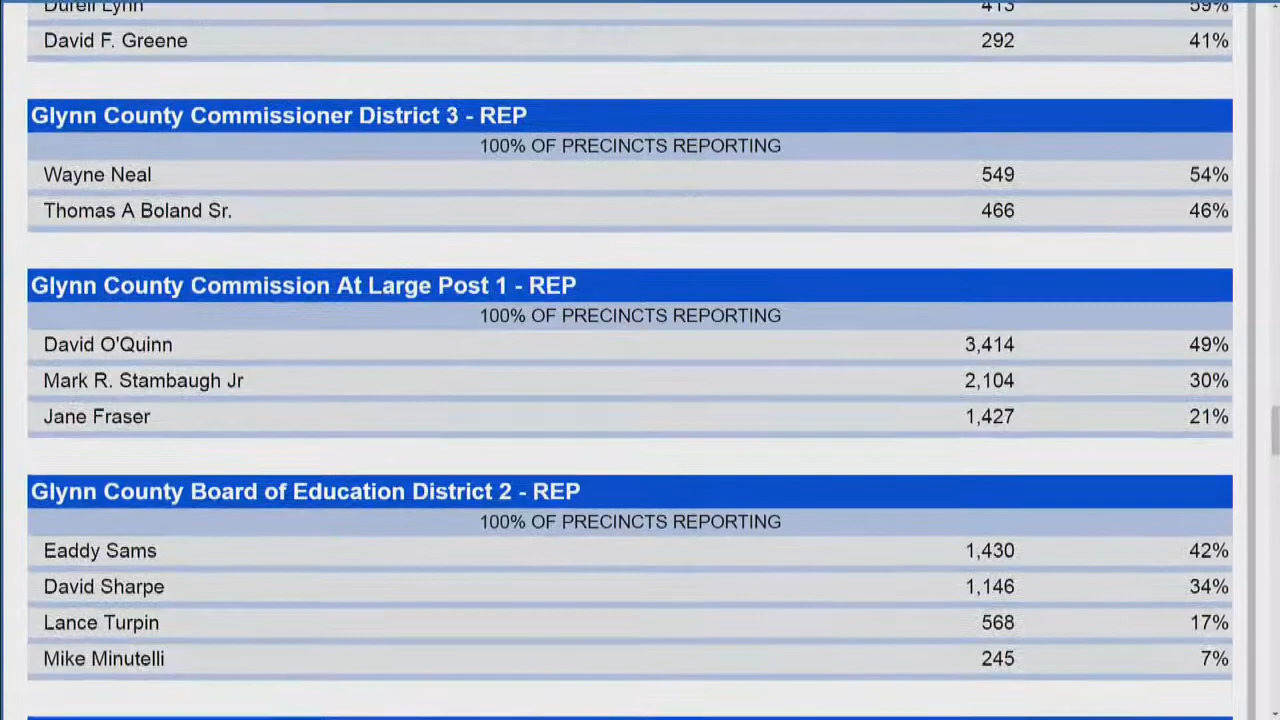 Durell Lynn 413 59%
David F. Greene 292 41%
Glynn County Commissioner District 3 - REP
100% OF PRECINCTS REPORTING
Wayne Neal 549 54%
Thomas A Boland Sr. 466 46%
Glynn County Commission At Large Post 1 - REP
100% OF PRECINCTS REPORTING
David O'Quinn 3,414 49%
Mark R. Stambaugh Jr 2,104 30%
Jane Fraser 1,427 21%
Glynn County Board of Education District 2 - REP
100% OF PRECINCTS REPORTING
Eaddy Sams 1,430 42%
David Sharpe 1,146 34%
Lance Turpin 568 17%
Mike Minutelli 245 7%